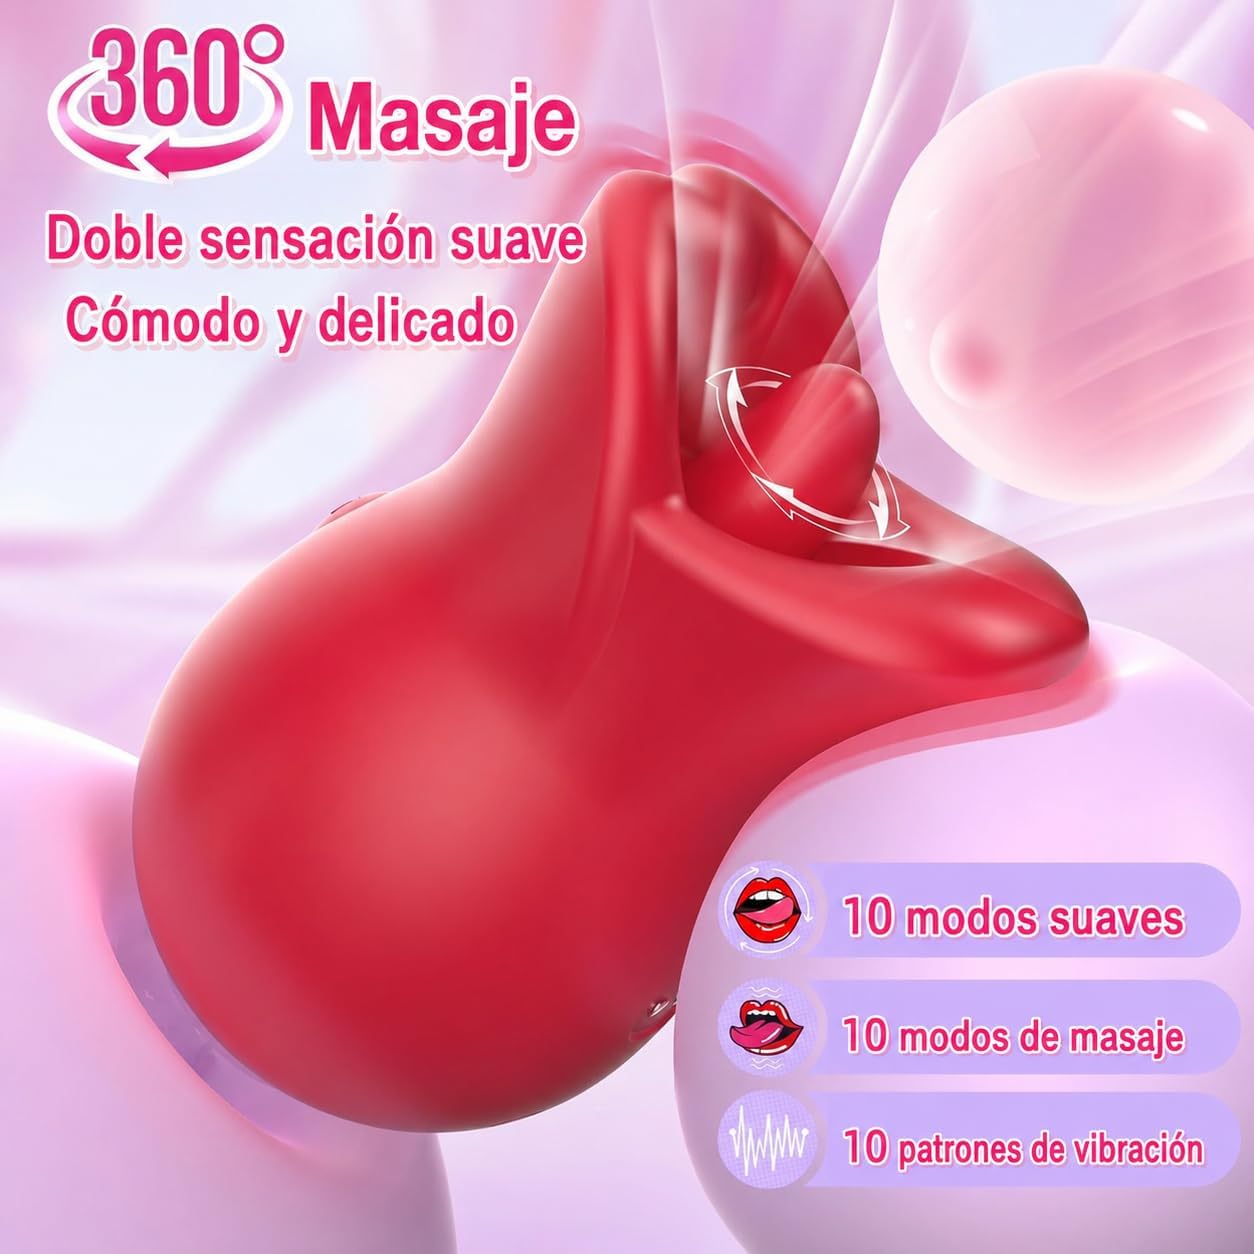 360° Masaje
Doble sensación suave
Cómodo y delicado
10 modos suaves
10 modos de masaje
10 patrones de vibración